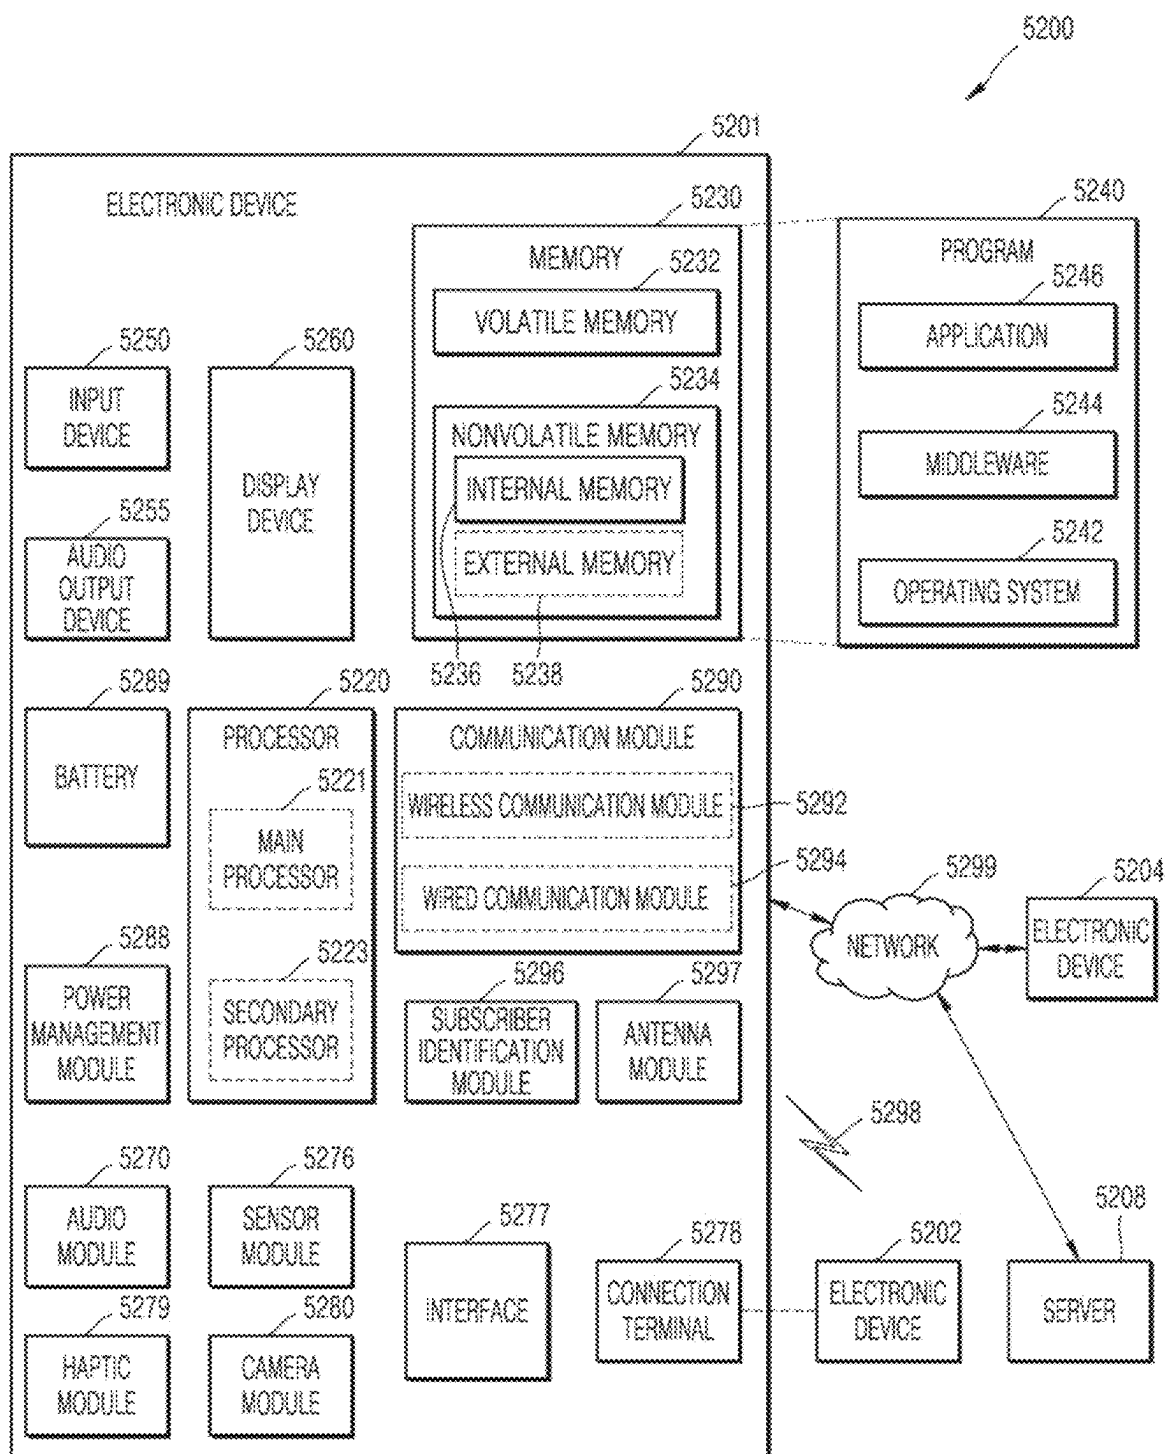 5200
5201
ELECTRONIC DEVICE
5230
MEMORY
5232
VOLATILE MEMORY
5234
NONVOLATILE MEMORY
INTERNAL MEMORY
EXTERNAL MEMORY
5236
5238
5240
PROGRAM
5246
APPLICATION
5244
MIDDLEWARE
5242
OPERATING SYSTEM
5250
INPUT
DEVICE
5260
DISPLAY
DEVICE
5255
AUDIO
OUTPUT
DEVICE
5289
BATTERY
5220
PROCESSOR
5221
MAIN
PROCESSOR
5223
SECONDARY
PROCESSOR
5290
COMMUNICATION MODULE
WIRELESS COMMUNICATION MODULE
5292
WIRED COMMUNICATION MODULE
5294
5299
NETWORK
5204
ELECTRONIC
DEVICE
5288
POWER
MANAGEMENT
MODULE
5296
SUBSCRIBER
IDENTIFICATION
MODULE
5297
ANTENNA
MODULE
5298
5270
AUDIO
MODULE
5276
SENSOR
MODULE
5277
INTERFACE
5278
CONNECTION
TERMINAL
5202
ELECTRONIC
DEVICE
5208
SERVER
5279
HAPTIC
MODULE
5280
CAMERA
MODULE